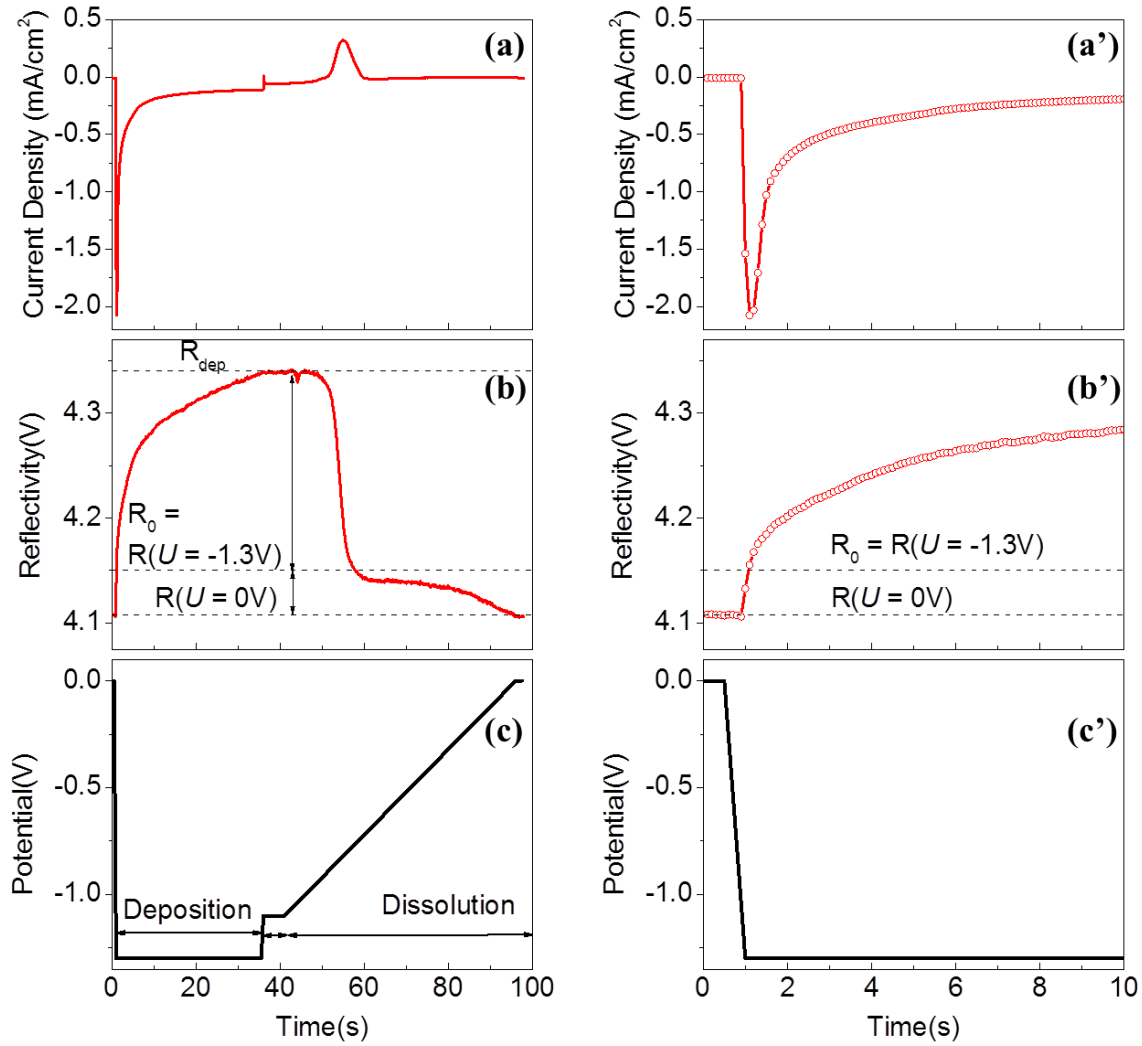 (a)
Current Density (mA/cm²)
0.5
0.0
-0.5
-1.0
-1.5
-2.0
(a’)
Current Density (mA/cm²)
0.5
0.0
-0.5
-1.0
-1.5
-2.0
(b)
Reflectivity(V)
4.3
4.2
4.1
R_dep
R₀ =
R(U = -1.3V)
R(U = 0V)
(b’)
Reflectivity(V)
4.3
4.2
4.1
R₀ = R(U = -1.3V)
R(U = 0V)
(c)
Potential(V)
0.0
-0.5
-1.0
Deposition
Dissolution
0 20 40 60 80 100
Time(s)
(c’)
Potential(V)
0.0
-0.5
-1.0
0 2 4 6 8 10
Time(s)